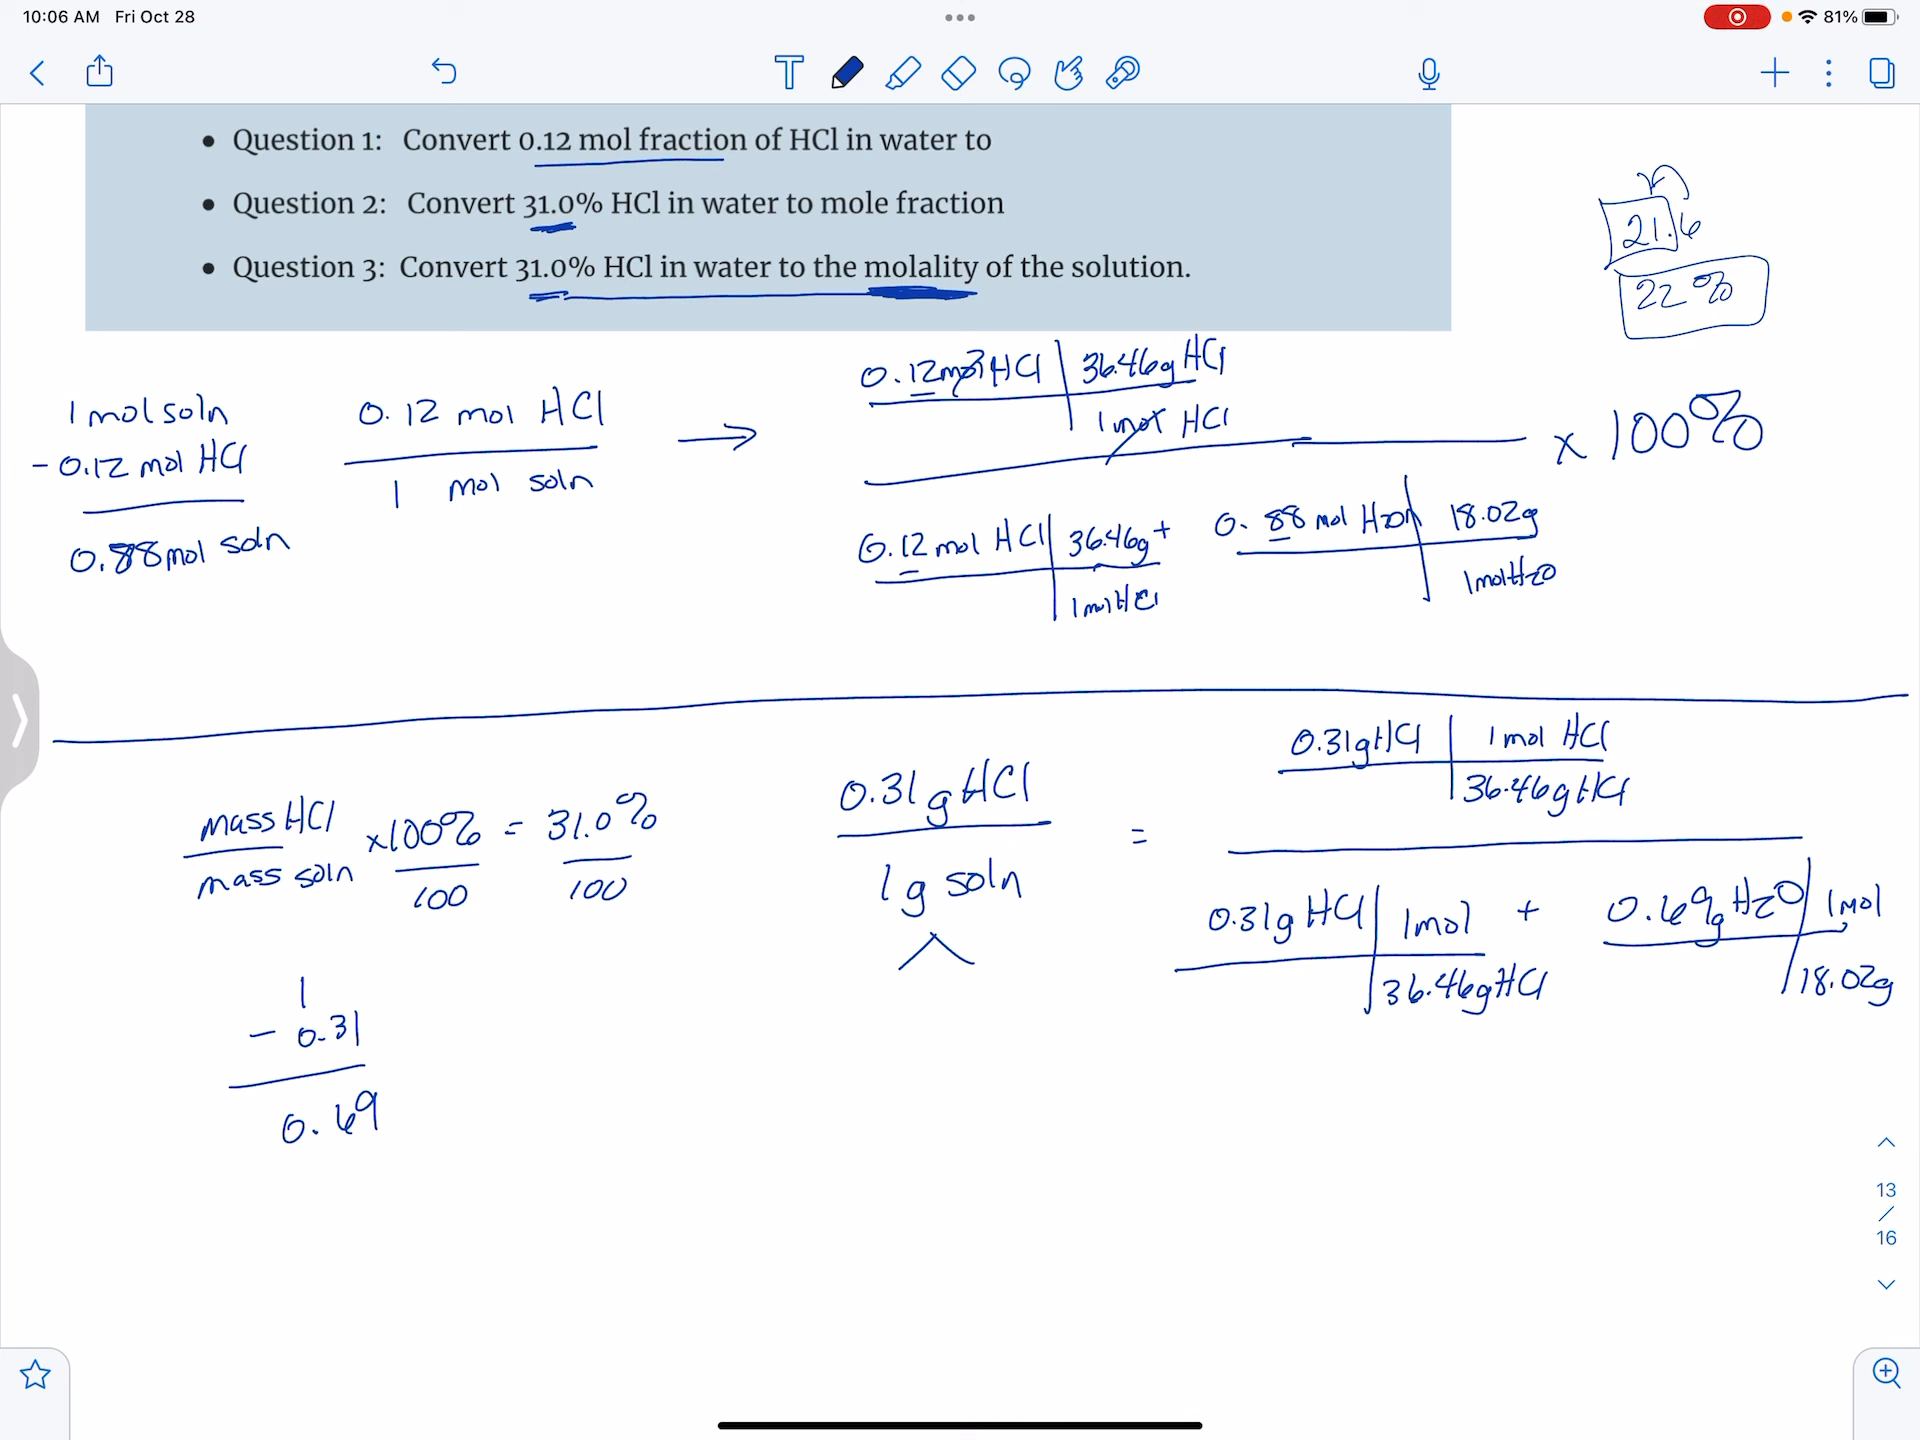 10:06 AM Fri Oct 28
81%
T
• Question 1: Convert 0.12 mol fraction of HCl in water to
• Question 2: Convert 31.0% HCl in water to mole fraction
• Question 3: Convert 31.0% HCl in water to the molality of the solution.
21.6
22%
1 mol soln
- 0.12 mol HCl
0.88 mol soln
0.12 mol HCl
1 mol soln
→
0.12 mol HCl | 36.46g HCl
1 mol HCl
0.12 mol HCl | 36.46g + 0.88 mol H2O | 18.02g
1 mol HCl 1 mol H2O
x 100%
mass HCl x100% = 31.0%
mass soln 100 100
1
- 0.31
0.69
0.31g HCl
1g soln
=
0.31g HCl | 1 mol HCl
36.46g HCl
0.31g HCl | 1 mol + 0.69g H2O | 1 mol
36.46g HCl 18.02g
13
/
16